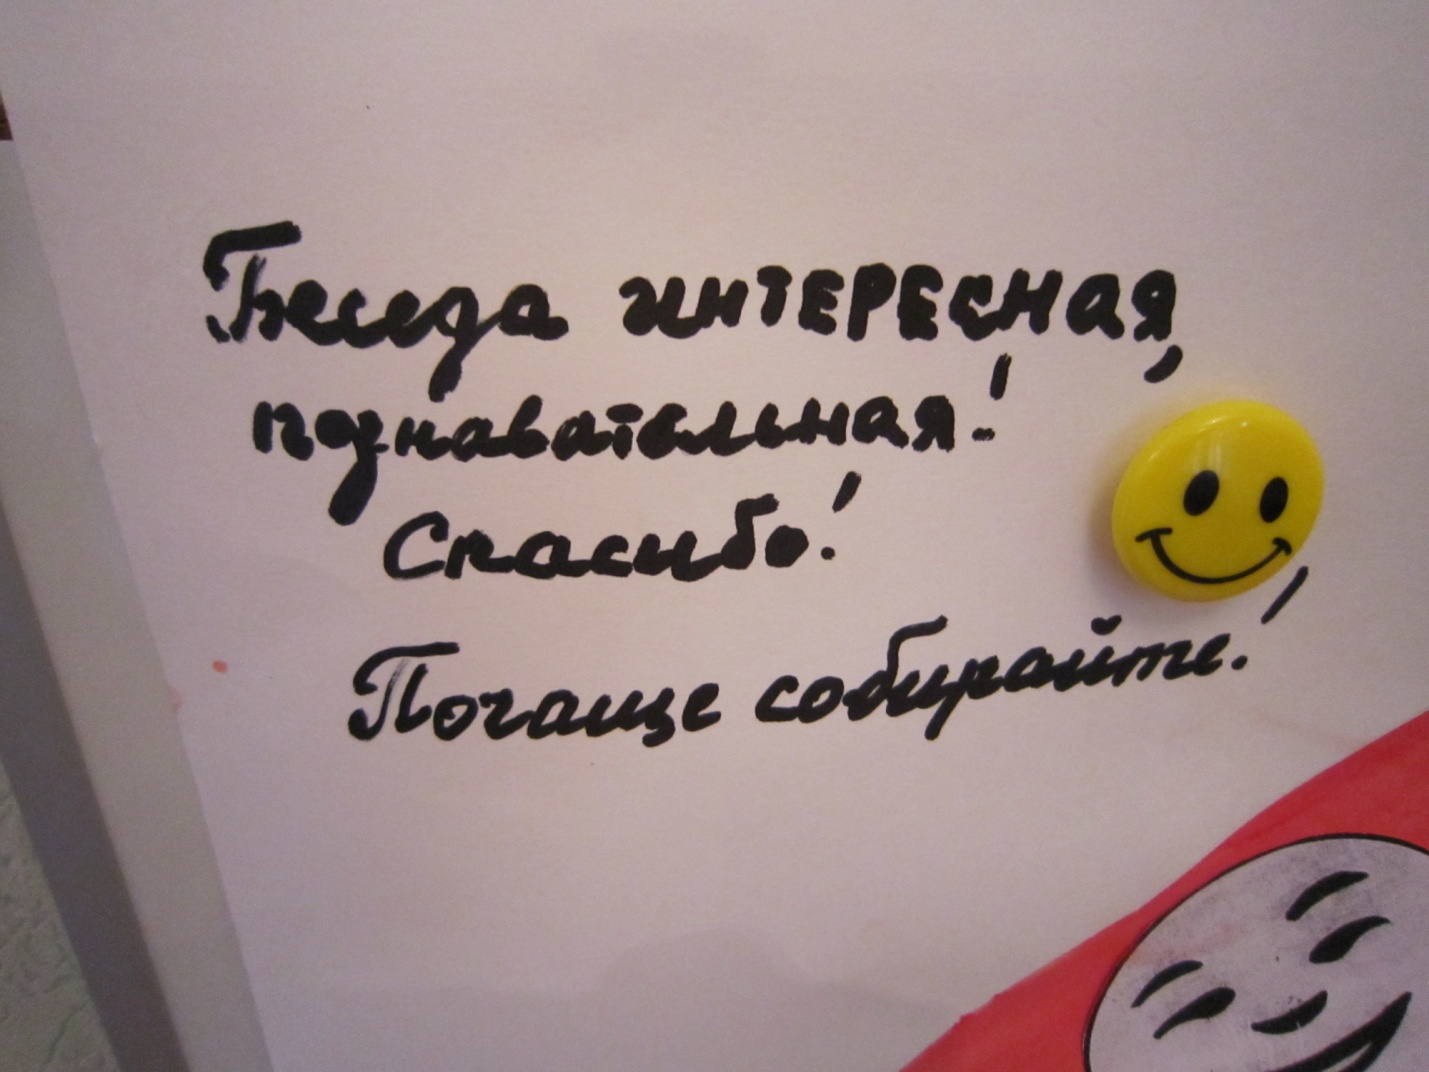 Беседа интересная,
познавательная!
Спасибо!
Почаще собирайте!